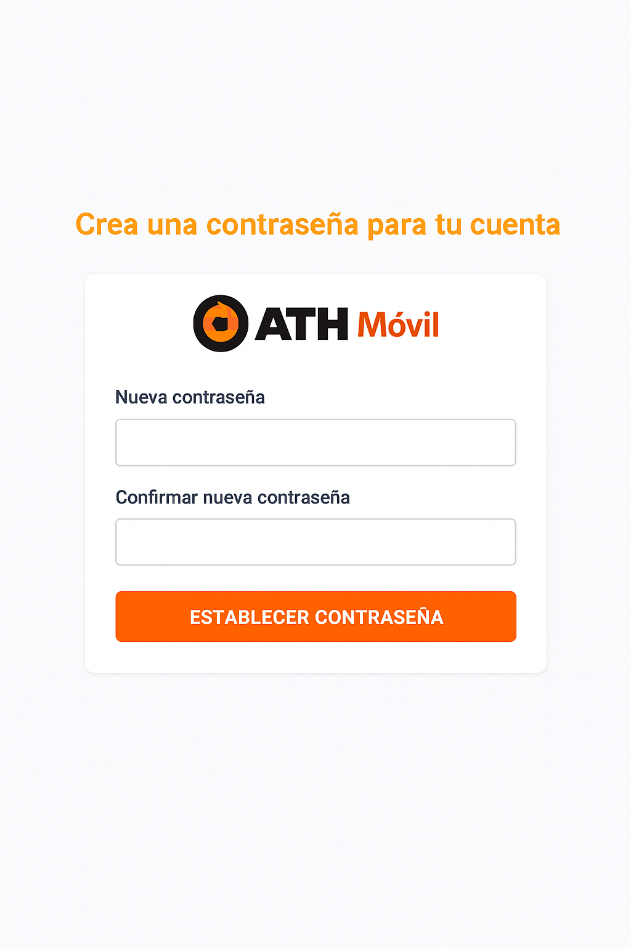 Crea una contraseña para tu cuenta
ATH Móvil
Nueva contraseña
Confirmar nueva contraseña
ESTABLECER CONTRASEÑA